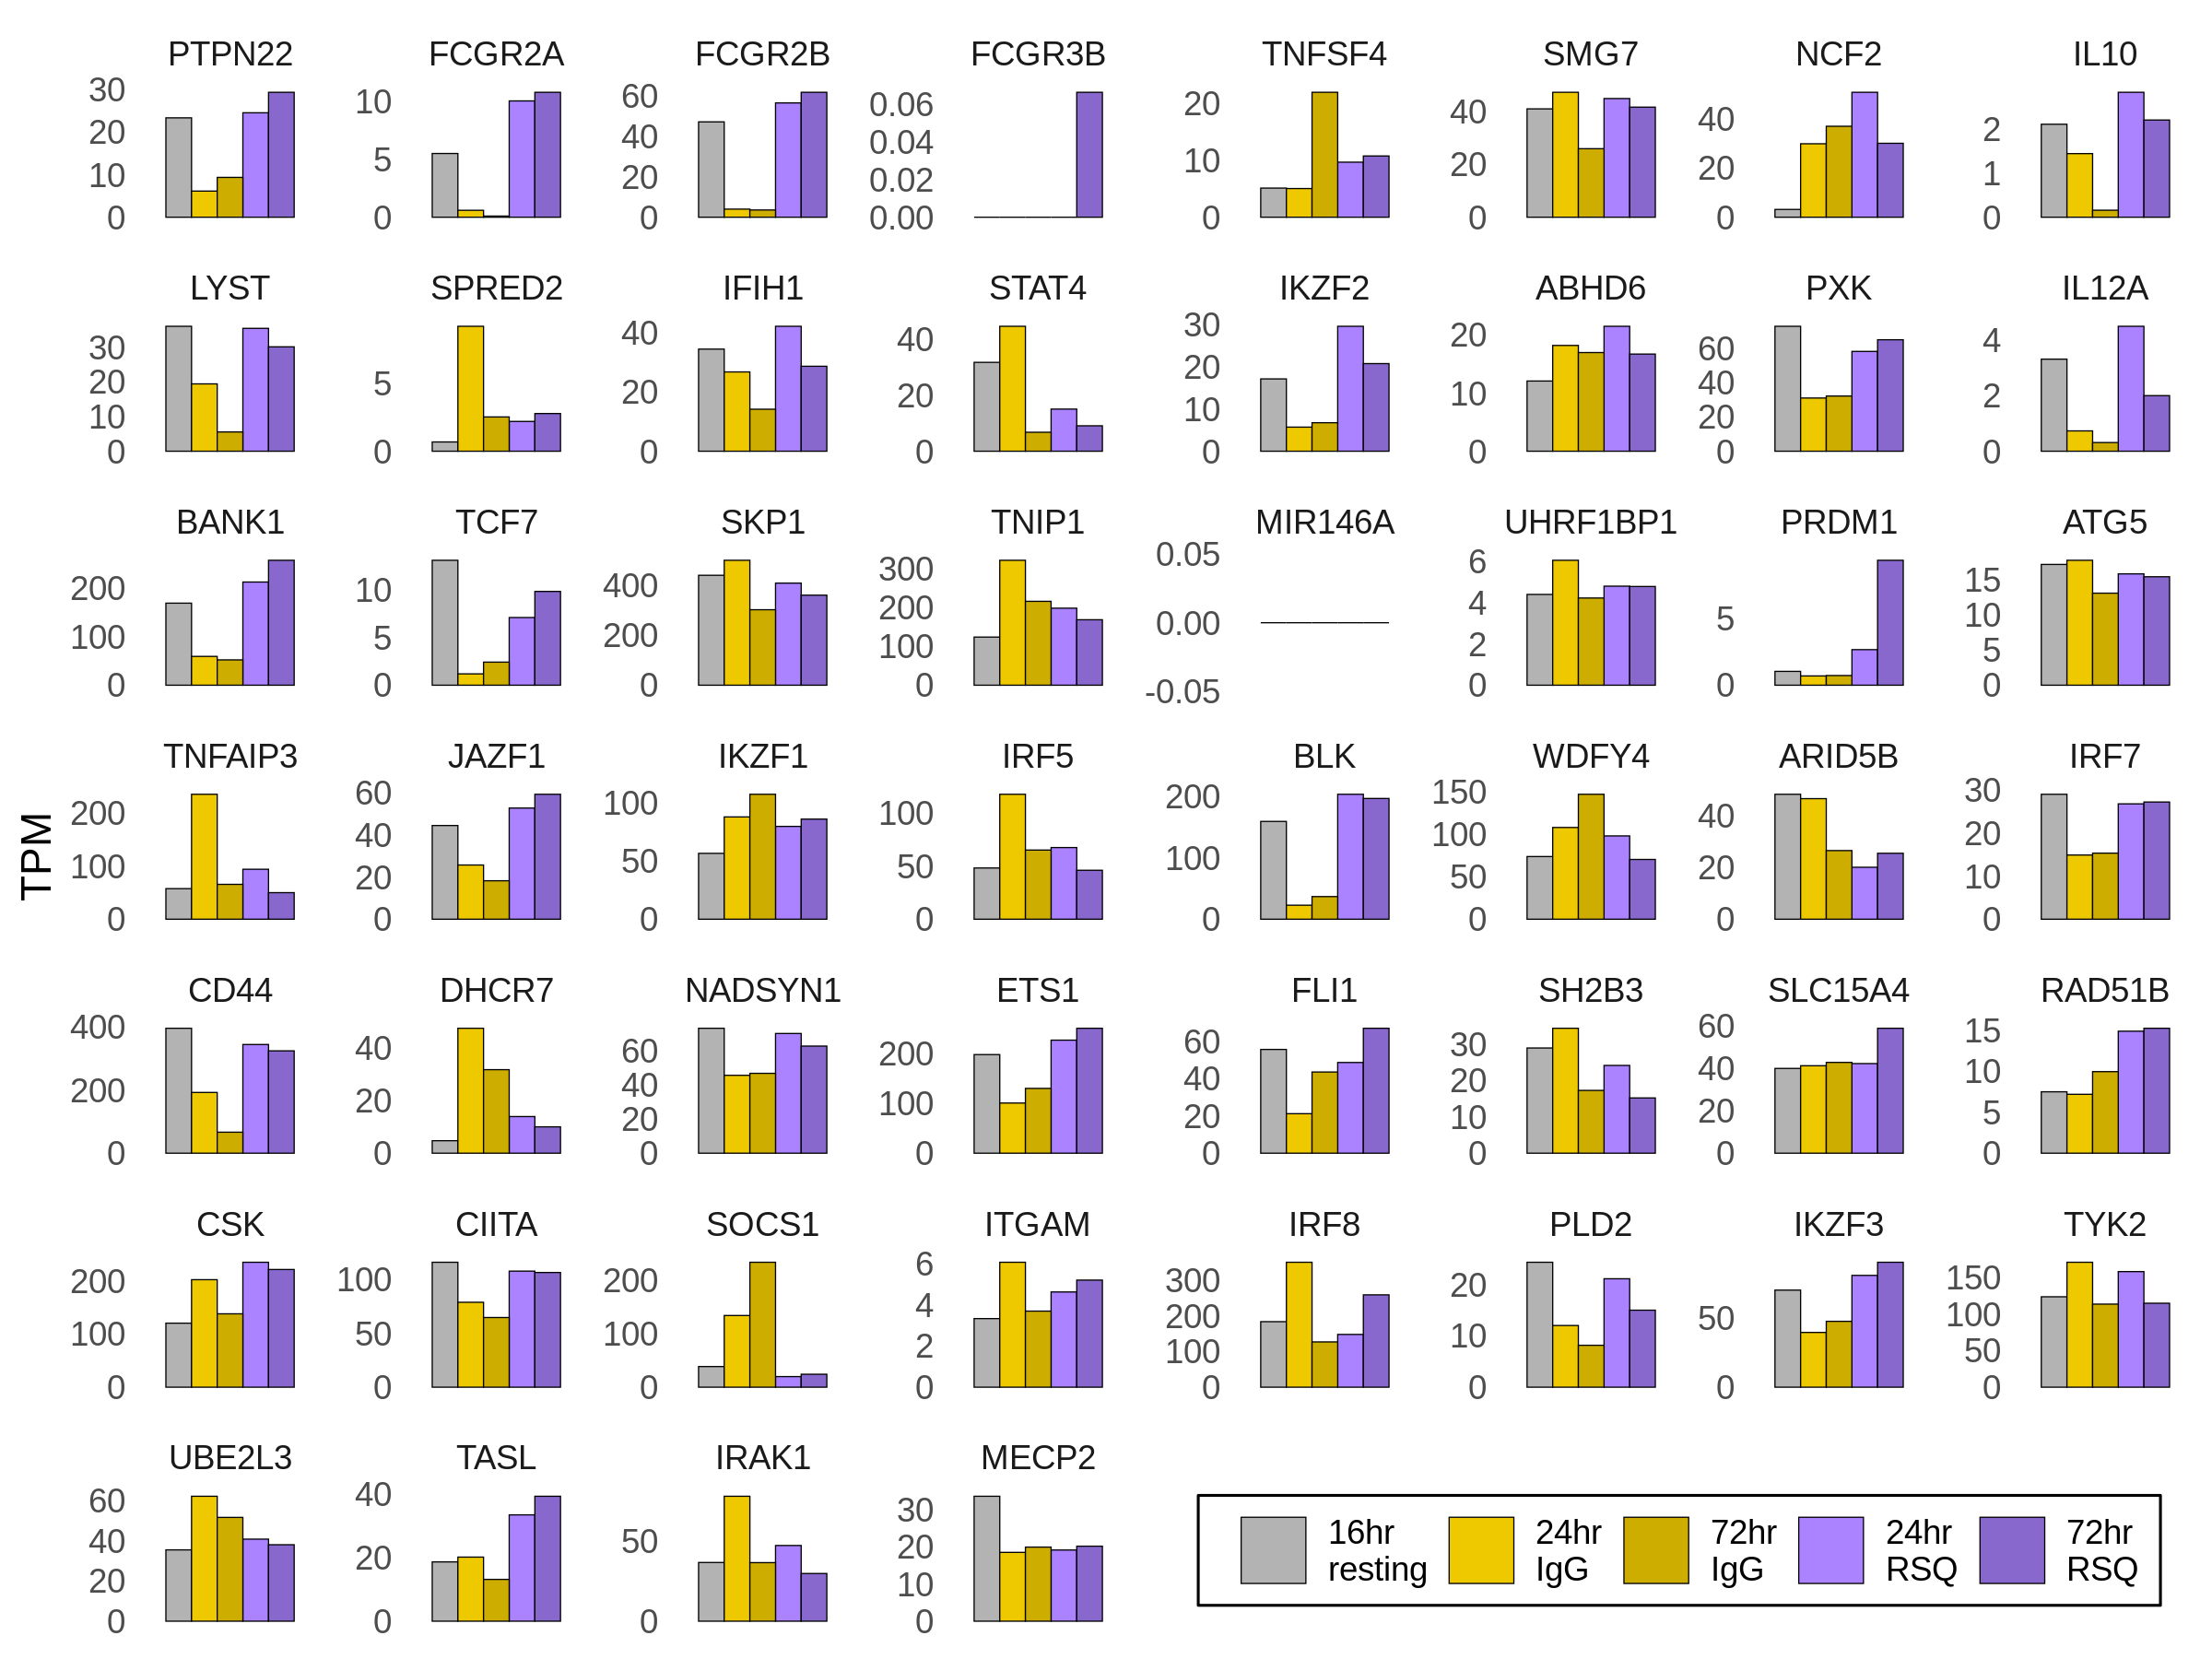 PTPN22 FCGR2A FCGR2B FCGR3B TNFSF4 SMG7 NCF2 IL10
30 20 10 0
10 5 0
60 40 20 0
0.06 0.04 0.02 0.00
20 10 0
40 20 0
40 20 0
2 1 0
LYST SPRED2 IFIH1 STAT4 IKZF2 ABHD6 PXK IL12A
30 20 10 0
5 0
40 20 0
40 20 0
30 20 10 0
20 10 0
60 40 20 0
4 2 0
BANK1 TCF7 SKP1 TNIP1 MIR146A UHRF1BP1 PRDM1 ATG5
200 100 0
10 5 0
400 200 0
300 200 100 0
0.05 0.00 -0.05
6 4 2 0
5 0
15 10 5 0
TPM
TNFAIP3 JAZF1 IKZF1 IRF5 BLK WDFY4 ARID5B IRF7
200 100 0
60 40 20 0
100 50 0
100 50 0
200 100 0
150 100 50 0
40 20 0
30 20 10 0
CD44 DHCR7 NADSYN1 ETS1 FLI1 SH2B3 SLC15A4 RAD51B
400 200 0
40 20 0
60 40 20 0
200 100 0
60 40 20 0
30 20 10 0
60 40 20 0
15 10 5 0
CSK CIITA SOCS1 ITGAM IRF8 PLD2 IKZF3 TYK2
200 100 0
100 50 0
200 100 0
6 4 2 0
300 200 100 0
20 10 0
50 0
150 100 50 0
UBE2L3 TASL IRAK1 MECP2
60 40 20 0
40 20 0
50 0
30 20 10 0
16hr 24hr 72hr 24hr 72hr
resting IgG IgG RSQ RSQ